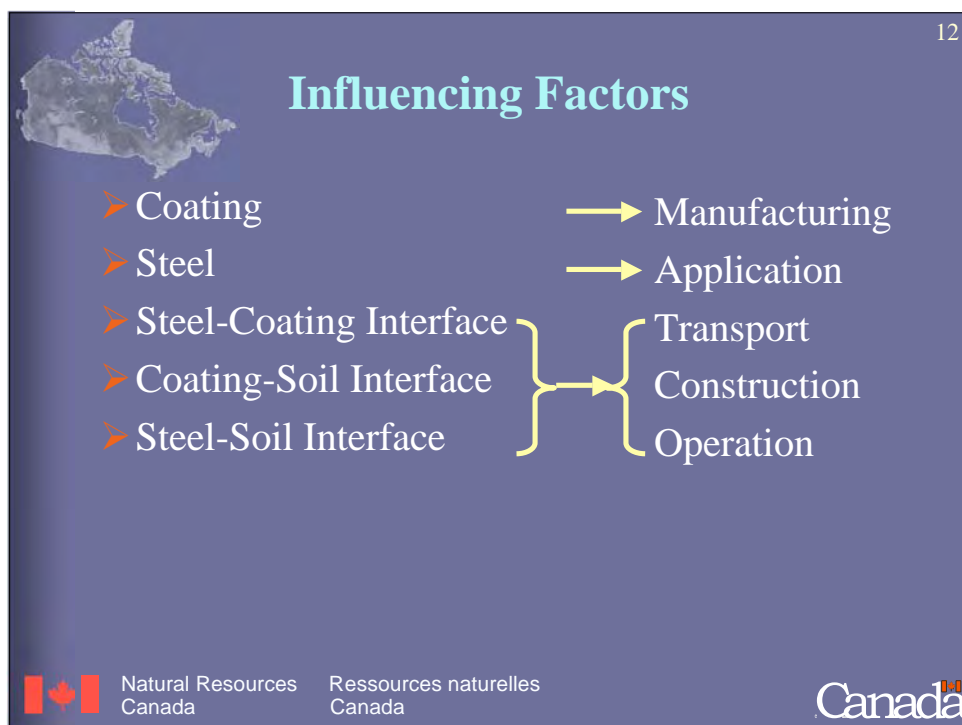 12
Influencing Factors
Coating
Manufacturing
Steel
Application
Steel-Coating Interface
Transport
Coating-Soil Interface
Construction
Steel-Soil Interface
Operation
Natural Resources Ressources naturelles
Canada Canada
Canada